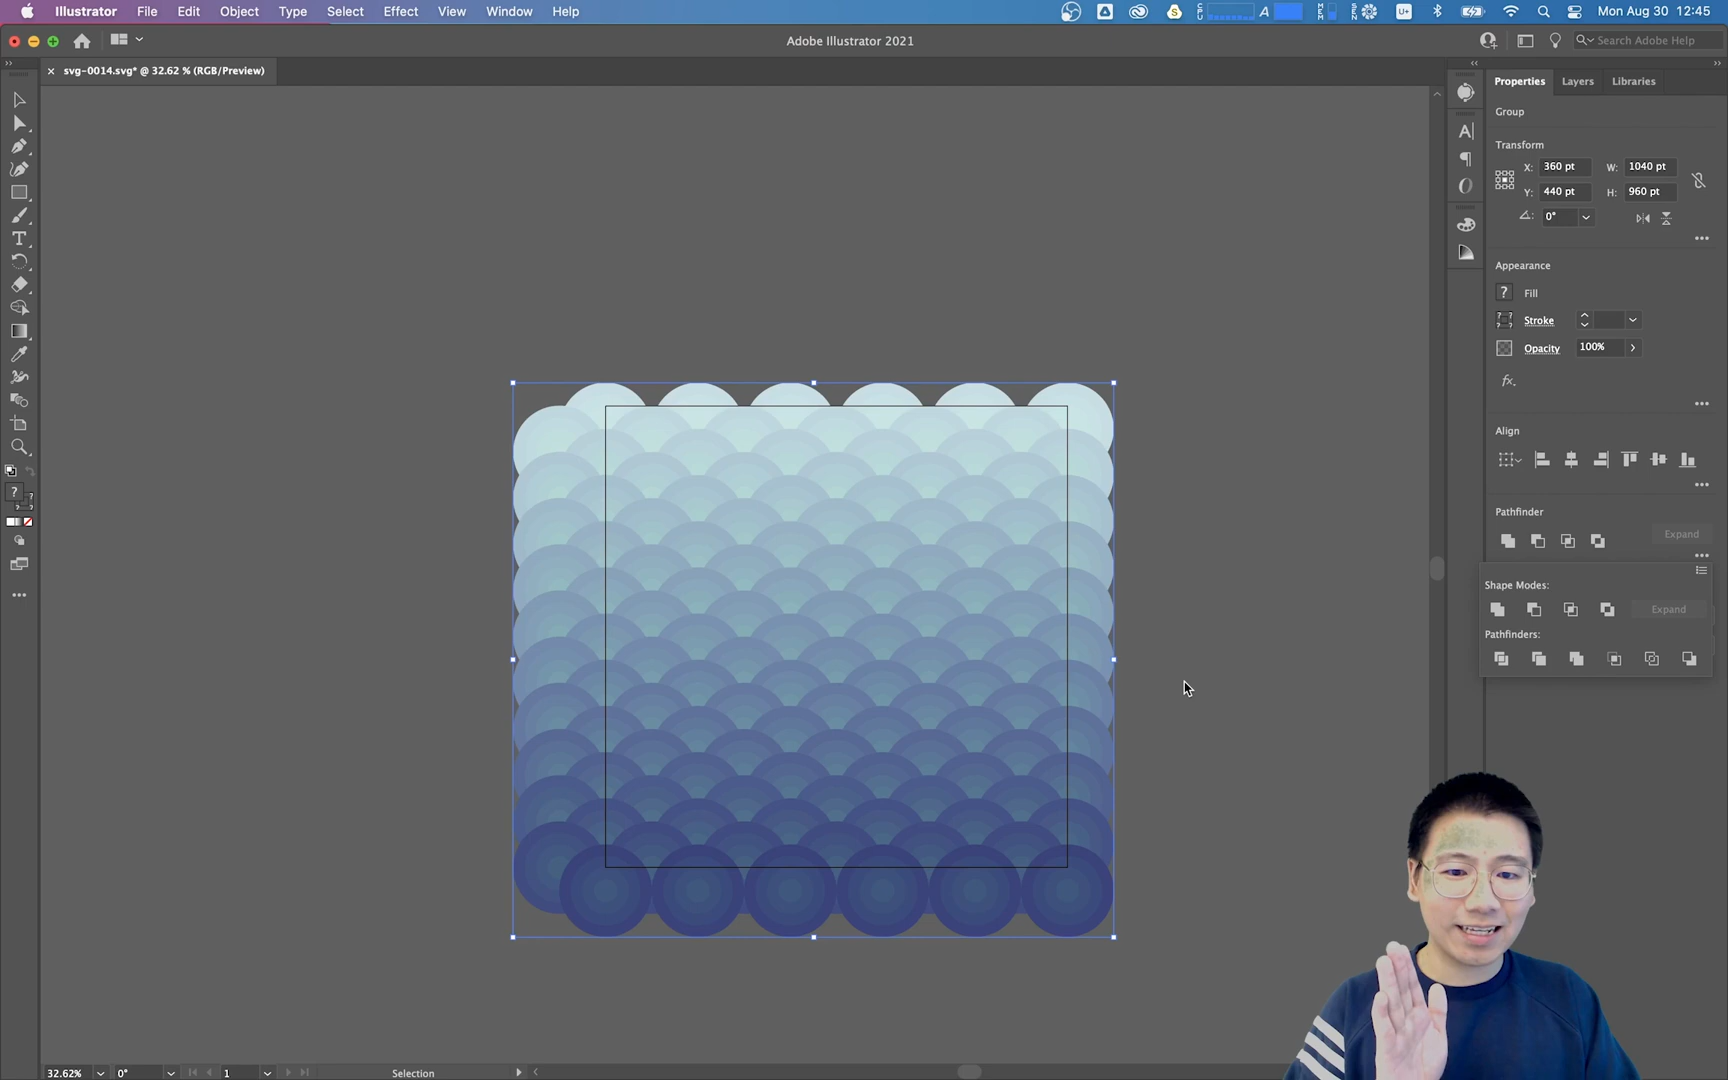 Illustrator File Edit Object Type Select Effect View Window Help
Mon Aug 30 12:45
Adobe Illustrator 2021
Search Adobe Help
svg-0014.svg* @ 32.62 % (RGB/Preview)
Properties Layers Libraries
Group
Transform
X: 360 pt W: 1040 pt
Y: 440 pt H: 960 pt
0°
Appearance
? Fill
Stroke
Opacity 100%
fx.
Align
Pathfinder
Expand
Shape Modes:
Expand
Pathfinders:
32.62% 0° 1 Selection